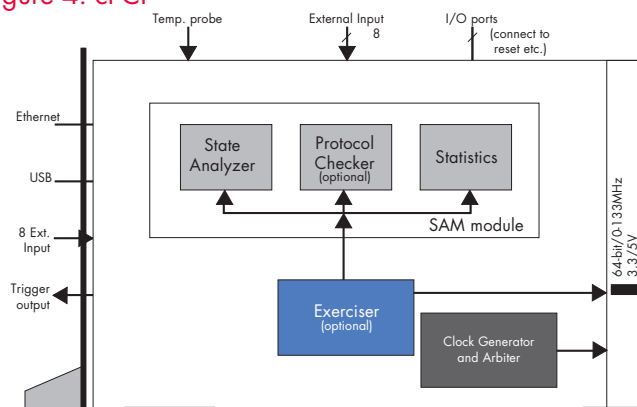 Temp. probe
External Input
8
I/O ports
(connect to
reset etc.)
Ethernet
USB
8 Ext.
Input
Trigger
output
State
Analyzer
Protocol
Checker
(optional)
Statistics
SAM module
Exerciser
(optional)
Clock Generator
and Arbiter
64-bit/0-133MHz
3.3/5V